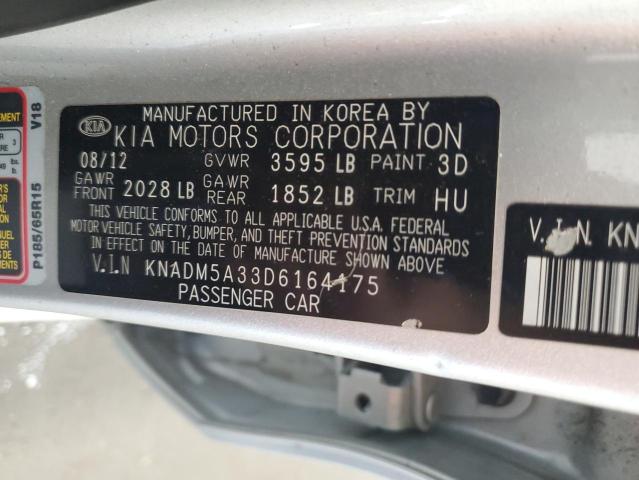 MANUFACTURED IN KOREA BY
KIA KIA MOTORS CORPORATION
08/12 GVWR 3595 LB PAINT 3D
GAWR FRONT 2028 LB GAWR REAR 1852 LB TRIM HU
THIS VEHICLE CONFORMS TO ALL APPLICABLE U.S.A. FEDERAL
MOTOR VEHICLE SAFETY, BUMPER, AND THEFT PREVENTION STANDARDS
IN EFFECT ON THE DATE OF MANUFACTURE SHOWN ABOVE.
V.I.N KNADM5A33D6164175
PASSENGER CAR
V.I.N. KN
V18
P185/65R15